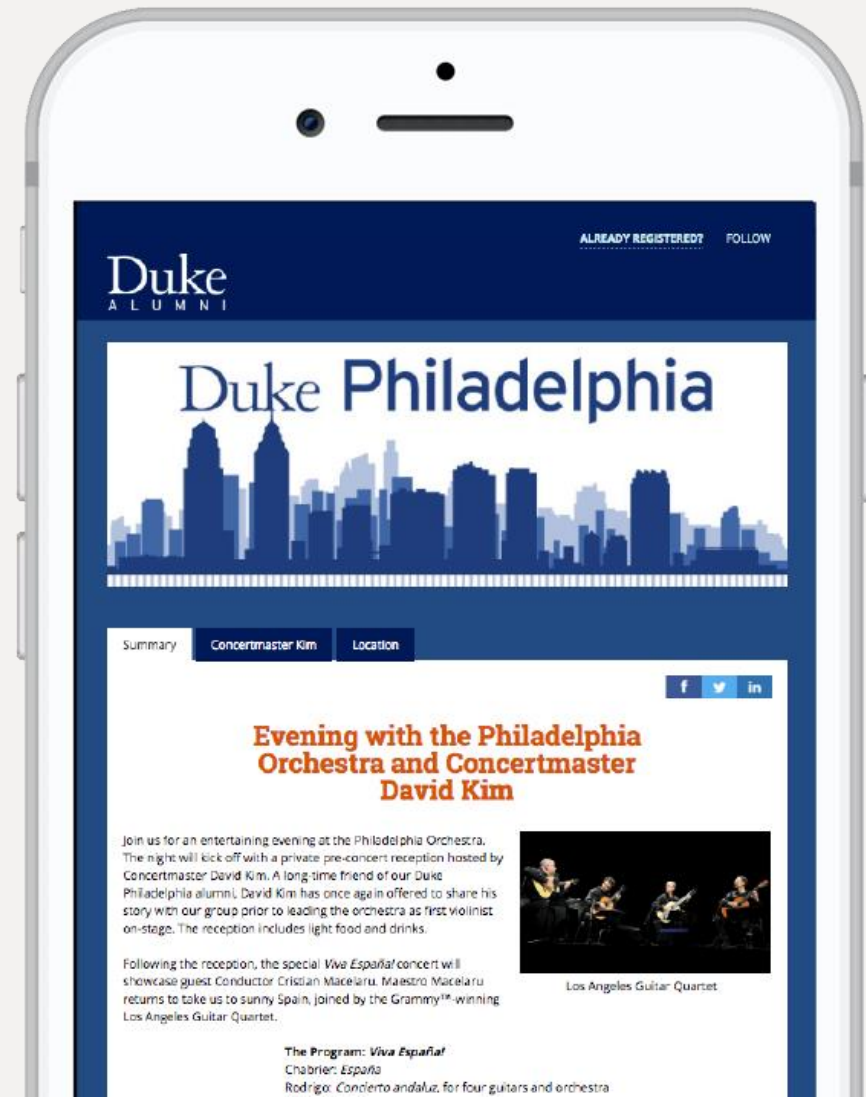 ALREADY REGISTERED? FOLLOW
Duke
ALUMNI
Duke Philadelphia
Summary Concertmaster Kim Location
f in
Evening with the Philadelphia
Orchestra and Concertmaster
David Kim
Join us for an entertaining evening at the Philadelphia Orchestra.
The night will kick off with a private pre-concert reception hosted by
Concertmaster David Kim. A long-time friend of our Duke
Philadelphia alumni, David Kim has once again offered to share his
story with our group prior to leading the orchestra as first violinist
on-stage. The reception includes light food and drinks.
Following the reception, the special Viva España! concert will
showcase guest Conductor Cristian Macelaru. Maestro Macelaru
returns to take us to sunny Spain, joined by the Grammy™-winning
Los Angeles Guitar Quartet.
Los Angeles Guitar Quartet
The Program: Viva España!
Chabrier: España
Rodrigo: Concierto andaluz, for four guitars and orchestra